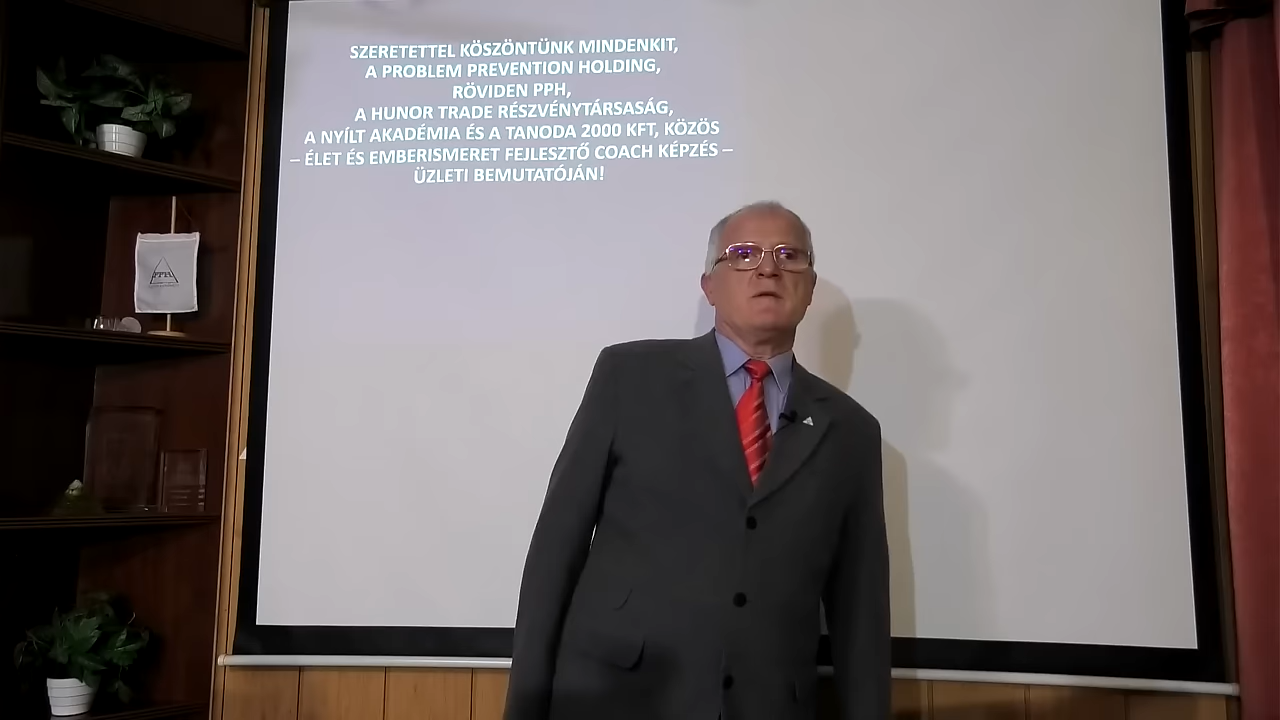 SZERETETTEL KÖSZÖNTÜNK MINDENKIT,
A PROBLEM PREVENTION HOLDING,
RÖVIDEN PPH,
A HUNOR TRADE RÉSZVÉNYTÁRSASÁG,
A NYÍLT AKADÉMIA ÉS A TANODA 2000 KFT, KÖZÖS
– ÉLET ÉS EMBERISMERET FEJLESZTŐ COACH KÉPZÉS –
ÜZLETI BEMUTATÓJÁN!